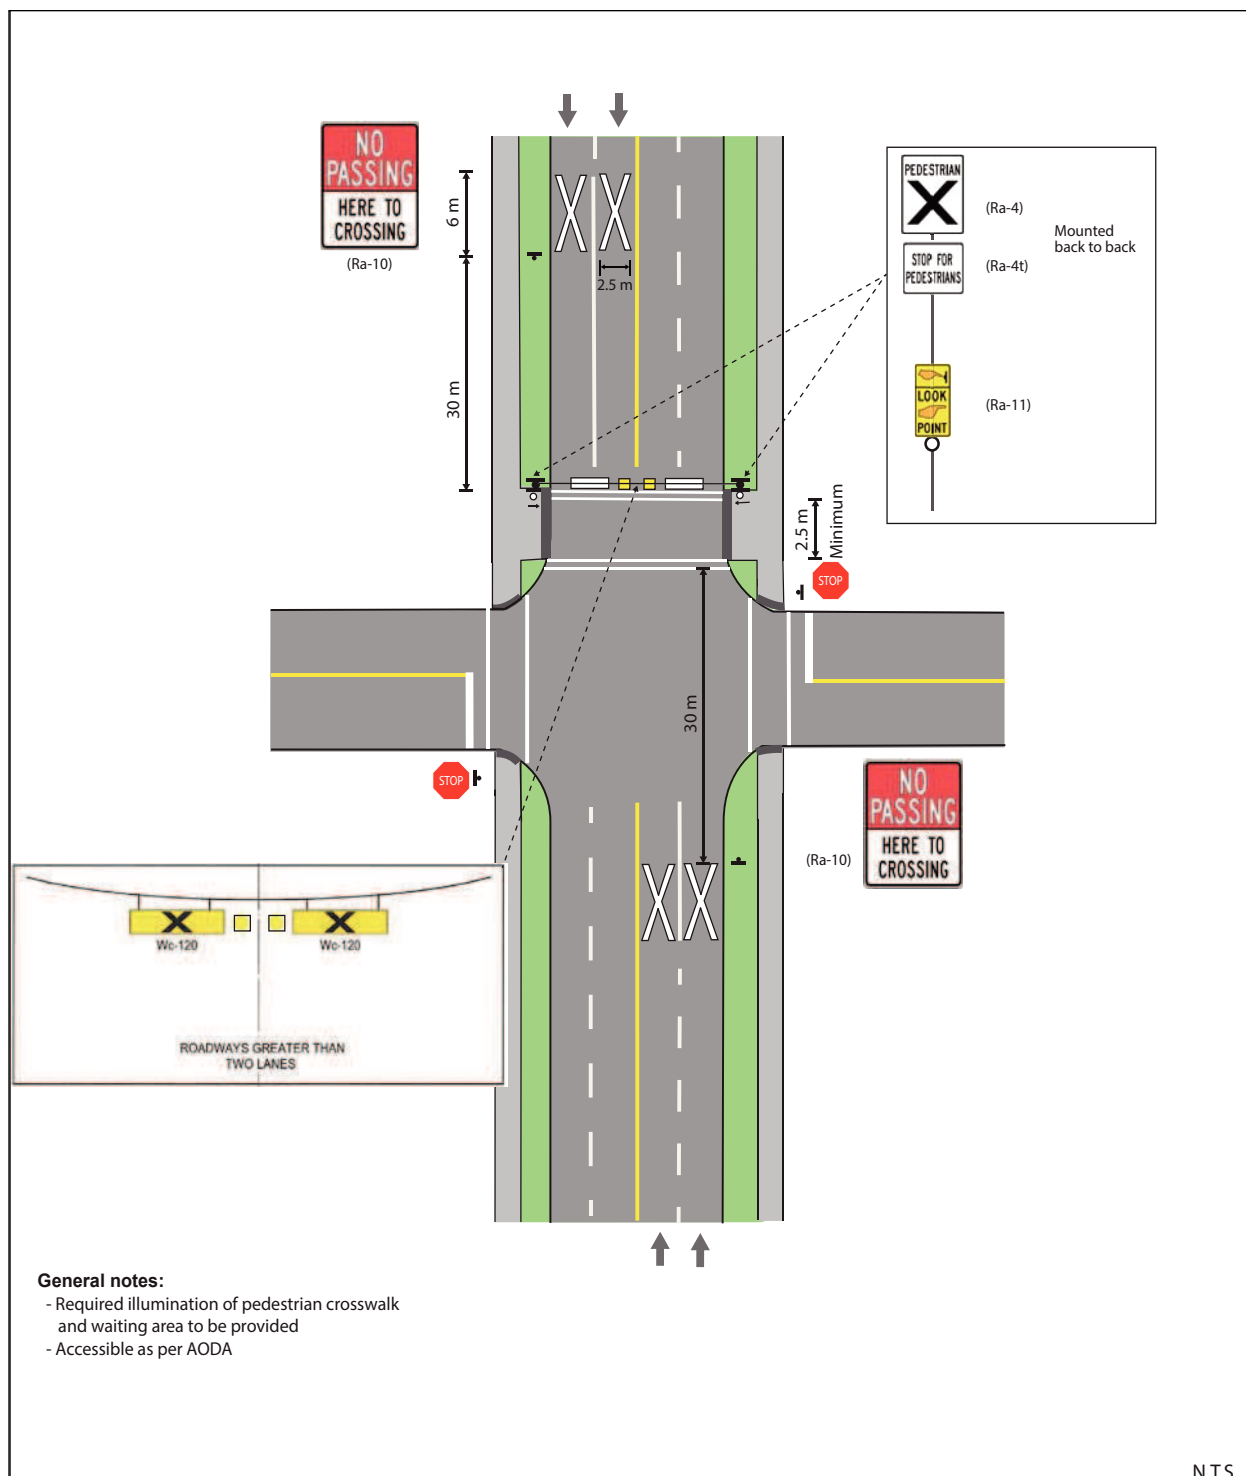 NO
PASSING
HERE TO
CROSSING
(Ra-10)
6 m
2.5 m
30 m
PEDESTRIAN
X
(Ra-4)
Mounted
back to back
STOP FOR
PEDESTRIANS
(Ra-4t)
LOOK
POINT
(Ra-11)
2.5 m
Minimum
STOP
30 m
STOP
NO
PASSING
HERE TO
CROSSING
(Ra-10)
X
X
Wc-120
Wc-120
ROADWAYS GREATER THAN
TWO LANES
General notes:
- Required illumination of pedestrian crosswalk
and waiting area to be provided
- Accessible as per AODA
N.T.S